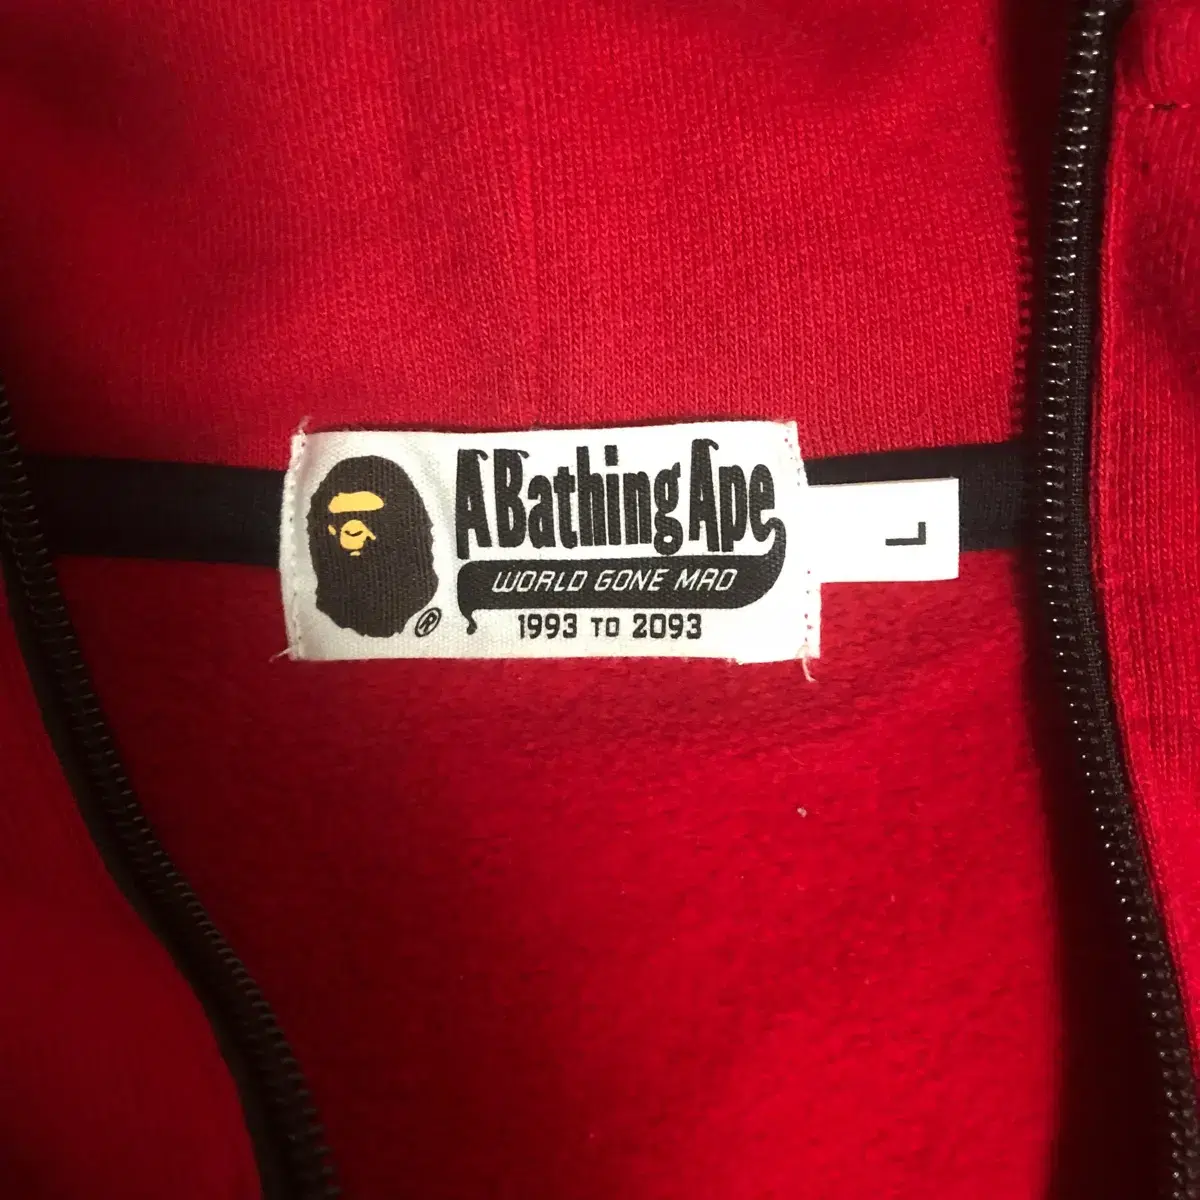 A Bathing Ape
WORLD GONE MAD
1993 TO 2093
®
L